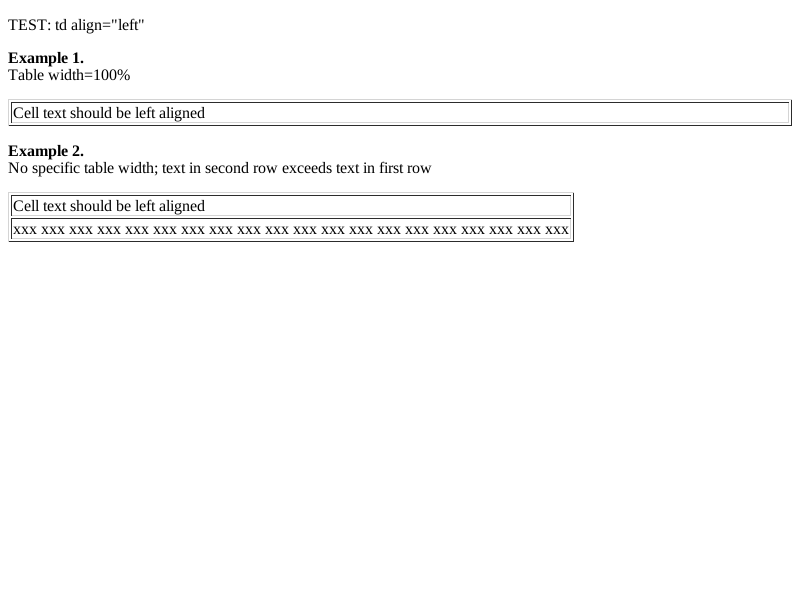 TEST: td align="left"
Example 1.
Table width=100%
Cell text should be left aligned
Example 2.
No specific table width; text in second row exceeds text in first row
Cell text should be left aligned
xxx xxx xxx xxx xxx xxx xxx xxx xxx xxx xxx xxx xxx xxx xxx xxx xxx xxx xxx xxx